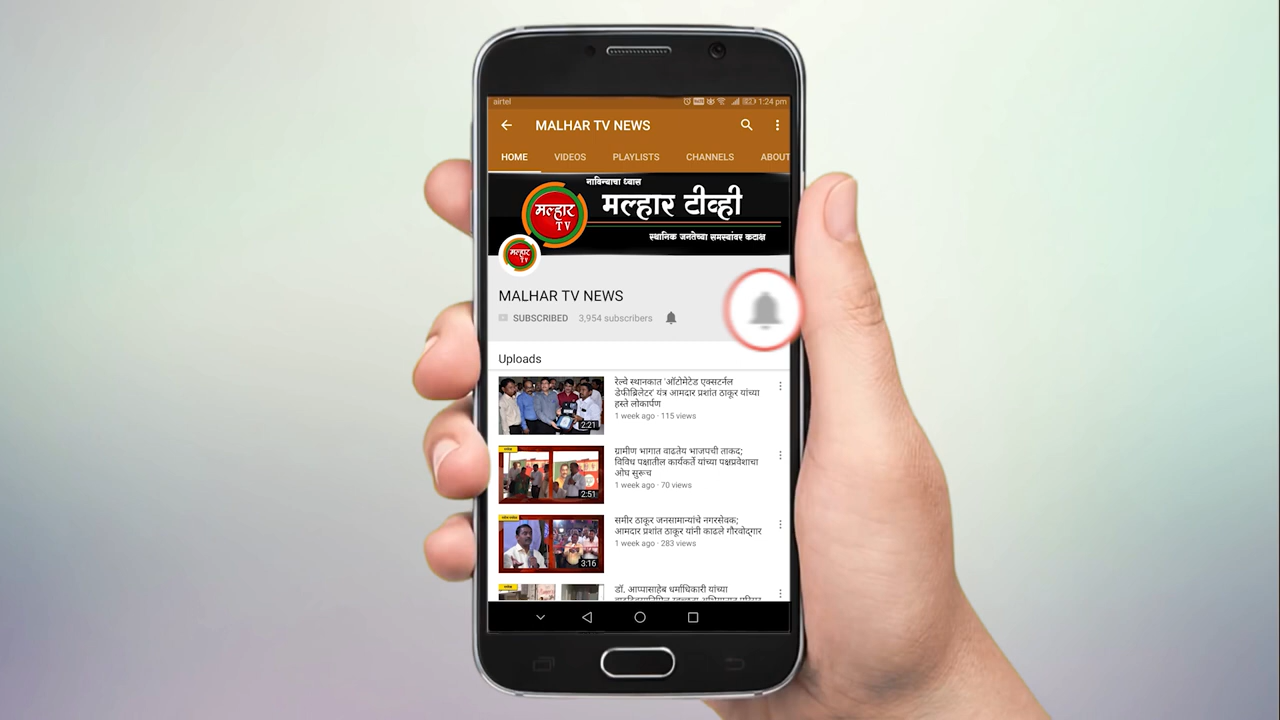 airtel 1:24 pm
MALHAR TV NEWS
HOME VIDEOS PLAYLISTS CHANNELS ABOUT
नाविन्याचा ध्यास
मल्हार टीव्ही
मल्हार
TV
स्थानिक जनतेच्या समस्यांवर कटाक्ष
मल्हार
TV
MALHAR TV NEWS
SUBSCRIBED 3,954 subscribers
Uploads
रेल्वे स्थानकात 'ऑटोमेटेड एक्सटर्नल
डेफीब्रिलेटर' यंत्र आमदार प्रशांत ठाकूर यांच्या
हस्ते लोकार्पण
1 week ago · 115 views
2:21
ग्रामीण भागात वाढतेय भाजपची ताकद;
विविध पक्षातील कार्यकर्ते यांच्या पक्षप्रवेशाचा
ओघ सुरूच
1 week ago · 70 views
2:51
समीर ठाकूर जनसामान्यांचे नगरसेवक;
आमदार प्रशांत ठाकूर यांनी काढले गौरवोद्गार
1 week ago · 283 views
3:16
डॉ. आप्पासाहेब धर्माधिकारी यांच्या